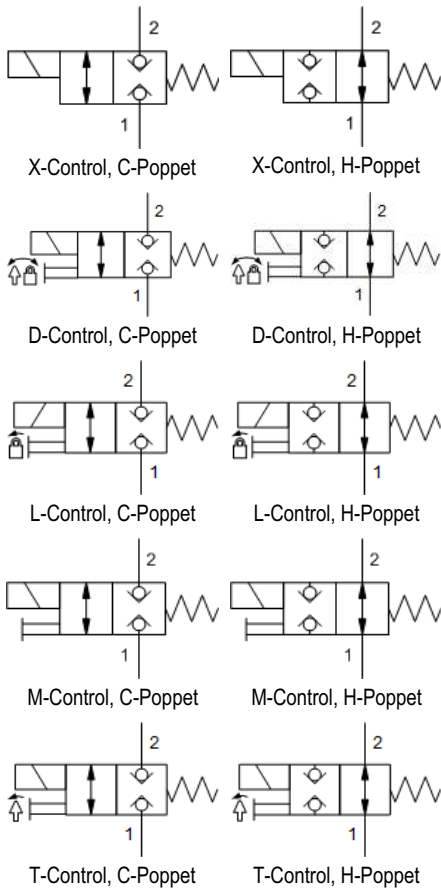 2
2
1
1
X-Control, C-Poppet
X-Control, H-Poppet
2
2
1
1
D-Control, C-Poppet
D-Control, H-Poppet
2
2
1
1
L-Control, C-Poppet
L-Control, H-Poppet
2
2
1
1
M-Control, C-Poppet
M-Control, H-Poppet
2
2
1
1
T-Control, C-Poppet
T-Control, H-Poppet